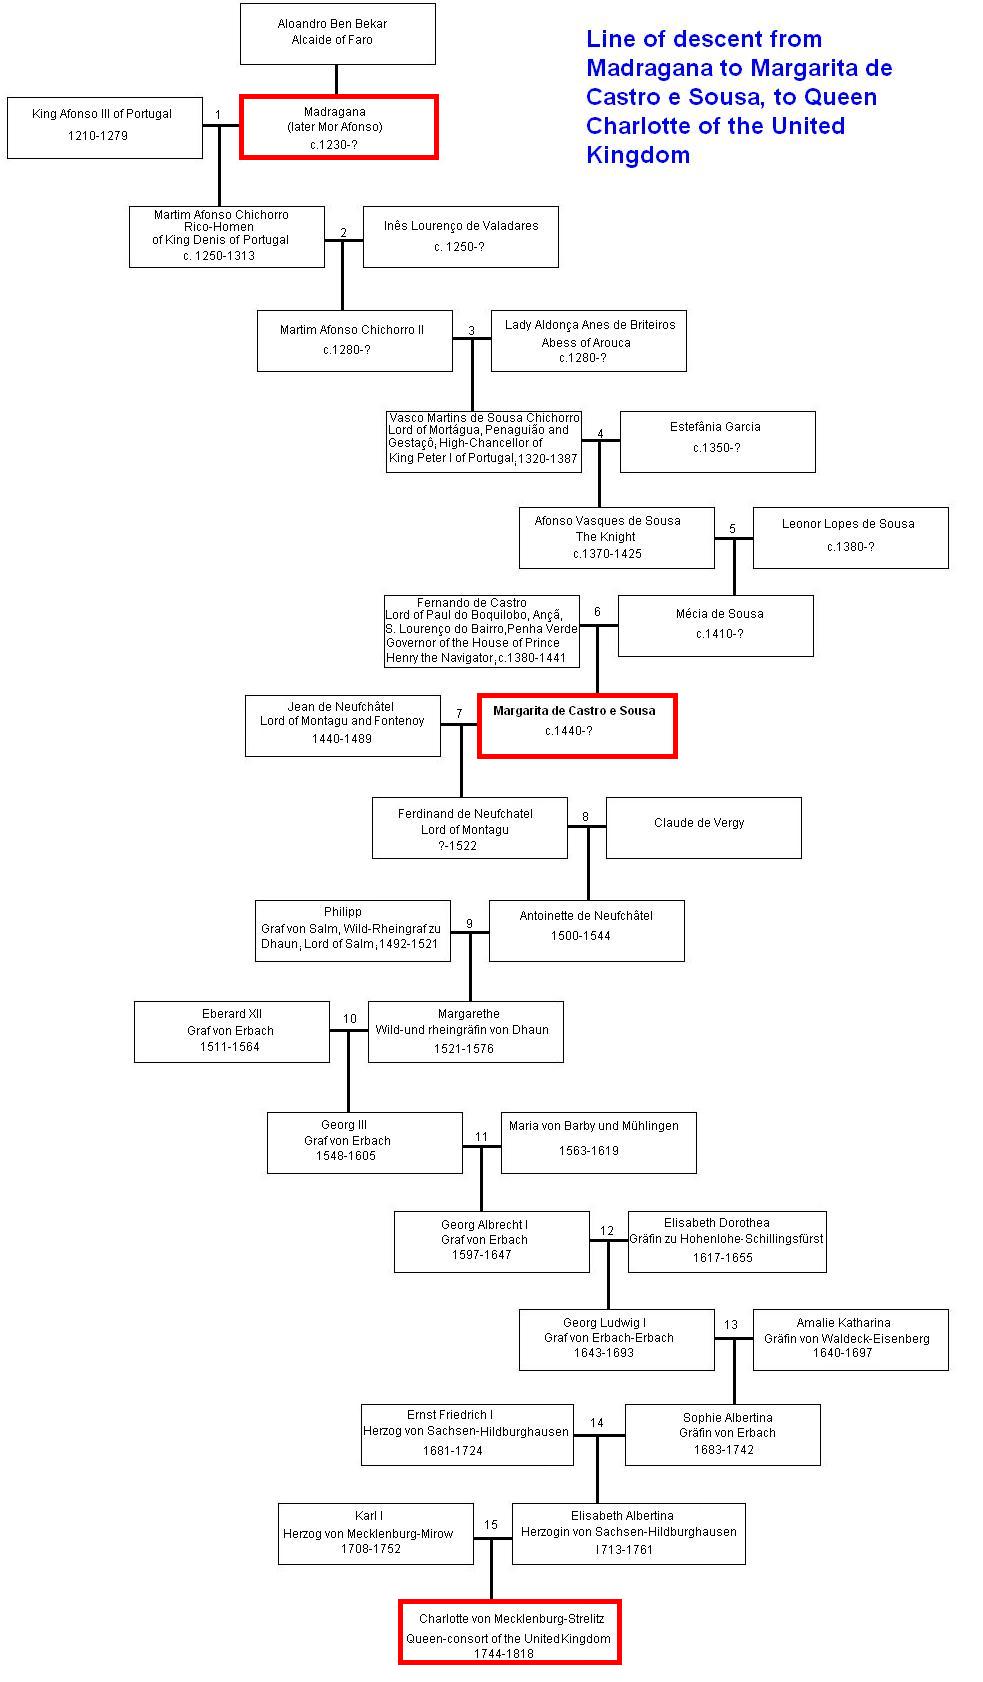 Aloandro Ben Bekar
Alcaide of Faro
Line of descent from
Madragana to Margarita de
Castro e Sousa, to Queen
Charlotte of the United
Kingdom
King Afonso III of Portugal
1210-1279
1
Madragana
(later Mor Afonso)
c.1230-?
Martim Afonso Chichorro
Rico-Homen
of King Denis of Portugal
c. 1250-1313
2
Inês Lourenço de Valadares
c. 1250-?
Martim Afonso Chichorro II
c.1280-?
3
Lady Aldonça Anes de Briteiros
Abess of Arouca
c.1280-?
Vasco Martins de Sousa Chichorro
Lord of Mortágua, Penaguião and
Gestaçô, High-Chancellor of
King Peter I of Portugal,1320-1387
4
Estefânia Garcia
c.1350-?
Afonso Vasques de Sousa
The Knight
c.1370-1425
5
Leonor Lopes de Sousa
c.1380-?
Fernando de Castro
Lord of Paul do Boquilobo, Ançã,
S. Lourenço do Bairro,Penha Verde
Governor of the House of Prince
Henry the Navigator,c.1380-1441
6
Mécia de Sousa
c.1410-?
Jean de Neufchâtel
Lord of Montagu and Fontenoy
1440-1489
7
Margarita de Castro e Sousa
c.1440-?
Ferdinand de Neufchatel
Lord of Montagu
?-1522
8
Claude de Vergy
Philipp
Graf von Salm, Wild-Rheingraf zu
Dhaun, Lord of Salm,1492-1521
9
Antoinette de Neufchâtel
1500-1544
Eberard XII
Graf von Erbach
1511-1564
10
Margarethe
Wild-und rheingräfin von Dhaun
1521-1576
Georg III
Graf von Erbach
1548-1605
11
Maria von Barby und Mühlingen
1563-1619
Georg Albrecht I
Graf von Erbach
1597-1647
12
Elisabeth Dorothea
Gräfin zu Hohenlohe-Schillingsfürst
1617-1655
Georg Ludwig I
Graf von Erbach-Erbach
1643-1693
13
Amalie Katharina
Gräfin von Waldeck-Eisenberg
1640-1697
Ernst Friedrich I
Herzog von Sachsen-Hildburghausen
1681-1724
14
Sophie Albertina
Gräfin von Erbach
1683-1742
Karl I
Herzog von Mecklenburg-Mirow
1708-1752
15
Elisabeth Albertina
Herzogin von Sachsen-Hildburghausen
1713-1761
Charlotte von Mecklenburg-Strelitz
Queen-consort of the United Kingdom
1744-1818